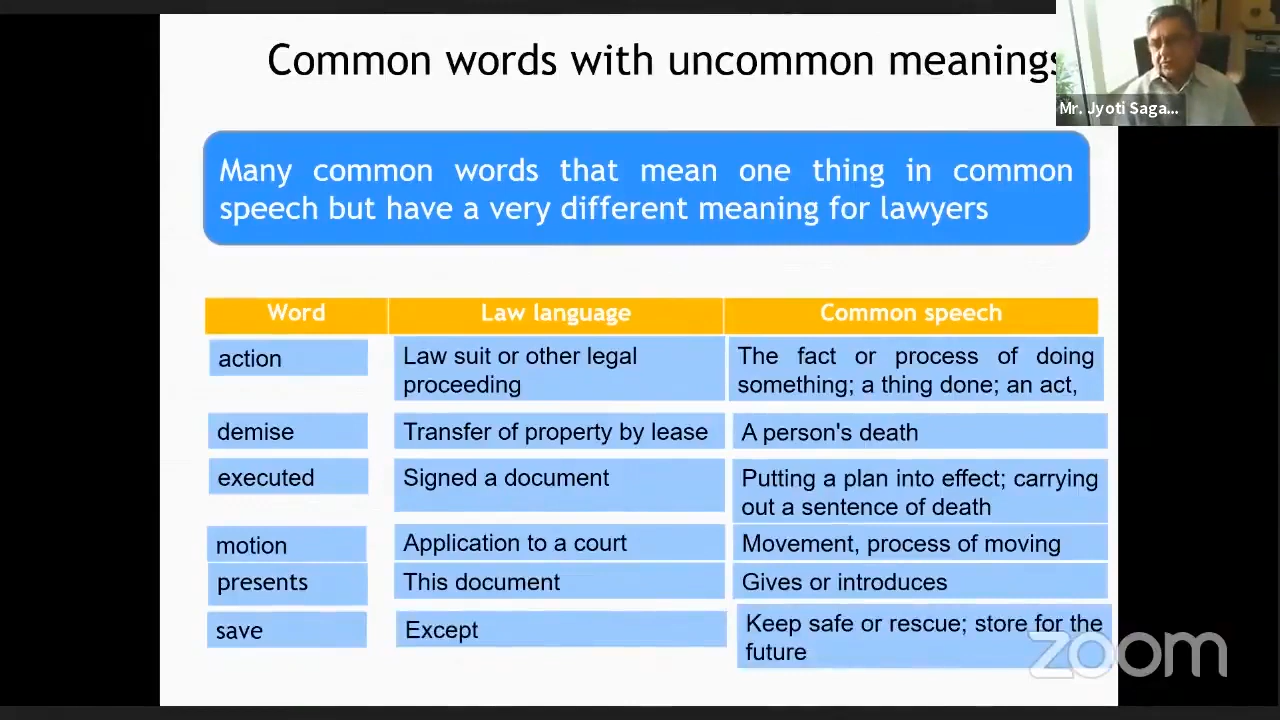 Common words with uncommon meanings
Mr. Jyoti Saga...
Many common words that mean one thing in common
speech but have a very different meaning for lawyers
Word Law language Common speech
action Law suit or other legal The fact or process of doing
proceeding something; a thing done; an act,
demise Transfer of property by lease A person's death
executed Signed a document Putting a plan into effect; carrying
out a sentence of death
motion Application to a court Movement, process of moving
presents This document Gives or introduces
save Except Keep safe or rescue; store for the
future
zoom